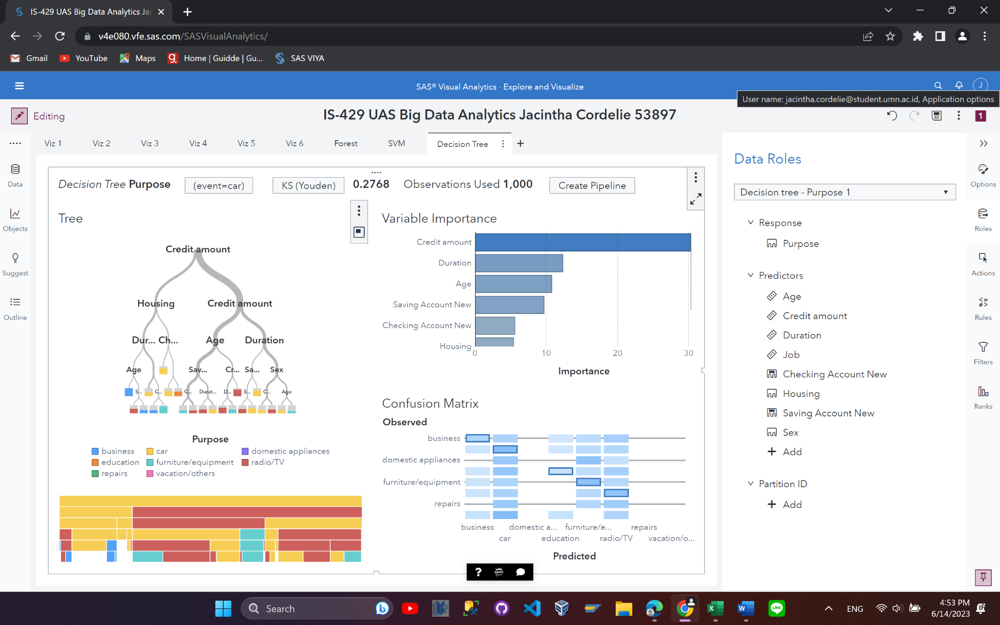 IS-429 UAS Big Data Analytics Jac
v4e080.vfe.sas.com/SASVisualAnalytics/
Gmail YouTube Maps Home | Guidde | Gu... SAS VIYA
SAS® Visual Analytics - Explore and Visualize
J
User name: jacintha.cordelie@student.umn.ac.id, Application options
Editing
IS-429 UAS Big Data Analytics Jacintha Cordelie 53897
1
Viz 1 Viz 2 Viz 3 Viz 4 Viz 5 Viz 6 Forest SVM Decision Tree
Data
Objects
Suggest
Outline
Decision Tree Purpose (event=car) KS (Youden) 0.2768 Observations Used 1,000 Create Pipeline
Tree
Credit amount
Housing Credit amount
Dur... Ch... Age Duration
Age Sav... Cr... Sa... Sex
S... C... C... Durat... D... S... C... Age
Purpose
business car domestic appliances
education furniture/equipment radio/TV
repairs vacation/others
Variable Importance
Credit amount
Duration
Age
Saving Account New
Checking Account New
Housing
0 10 20 30
Importance
Confusion Matrix
Observed
business
domestic appliances
furniture/equipment
repairs
business domestic a... furniture/e... repairs
car education radio/TV vacation/o...
Predicted
?
Data Roles
Decision tree - Purpose 1
Response
Purpose
Predictors
Age
Credit amount
Duration
Job
Checking Account New
Housing
Saving Account New
Sex
Add
Partition ID
Add
Options
Roles
Actions
Rules
Filters
Ranks
Search
ENG
4:53 PM
6/14/2023